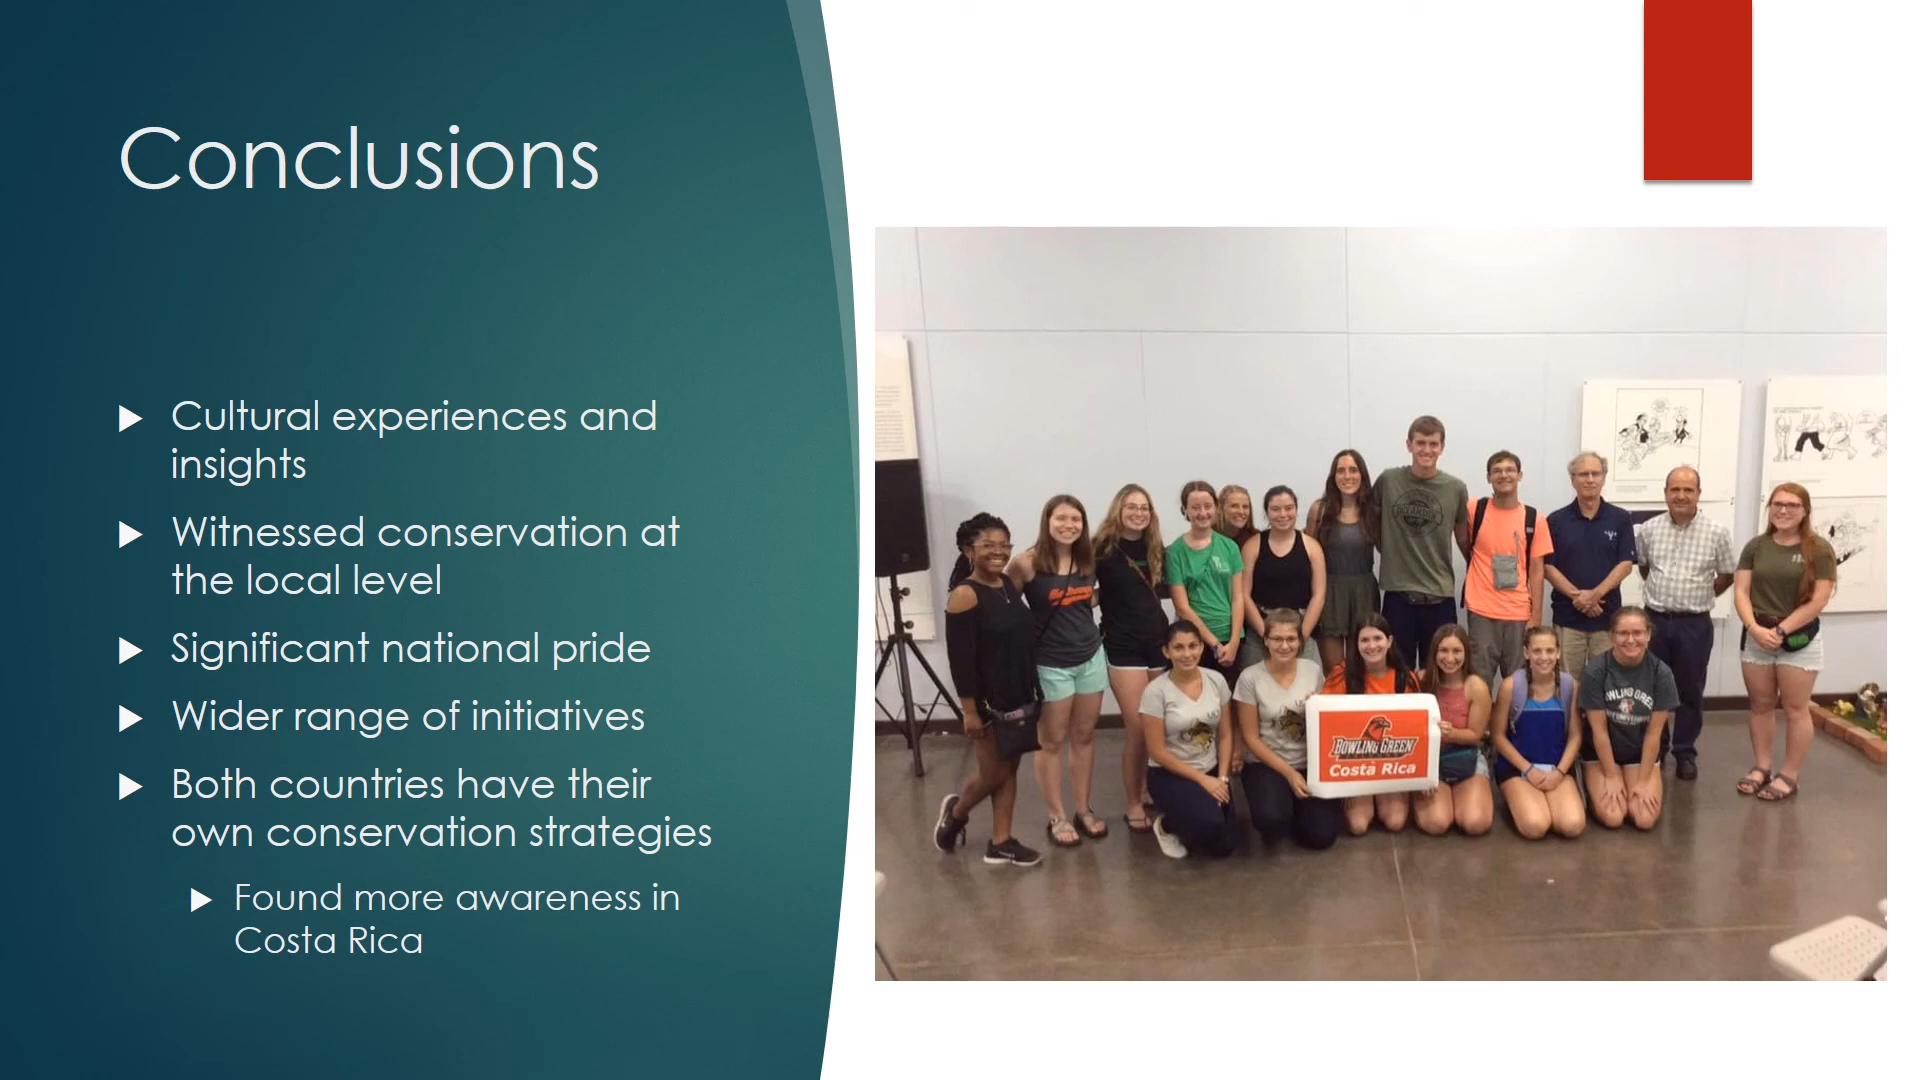 Conclusions
Cultural experiences and
insights
Witnessed conservation at
the local level
Significant national pride
Wider range of initiatives
Both countries have their
own conservation strategies
Found more awareness in
Costa Rica
BOWLING GREEN
Costa Rica